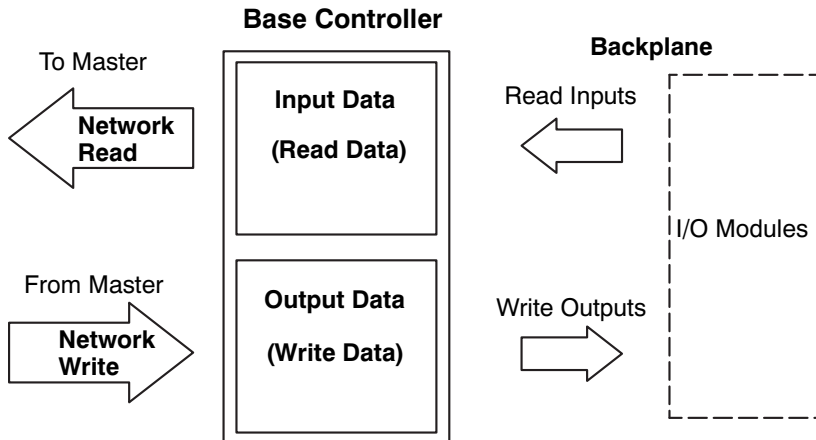 Base Controller
To Master
Network
Read
Input Data
(Read Data)
Backplane
Read Inputs
I/O Modules
From Master
Network
Write
Output Data
(Write Data)
Write Outputs